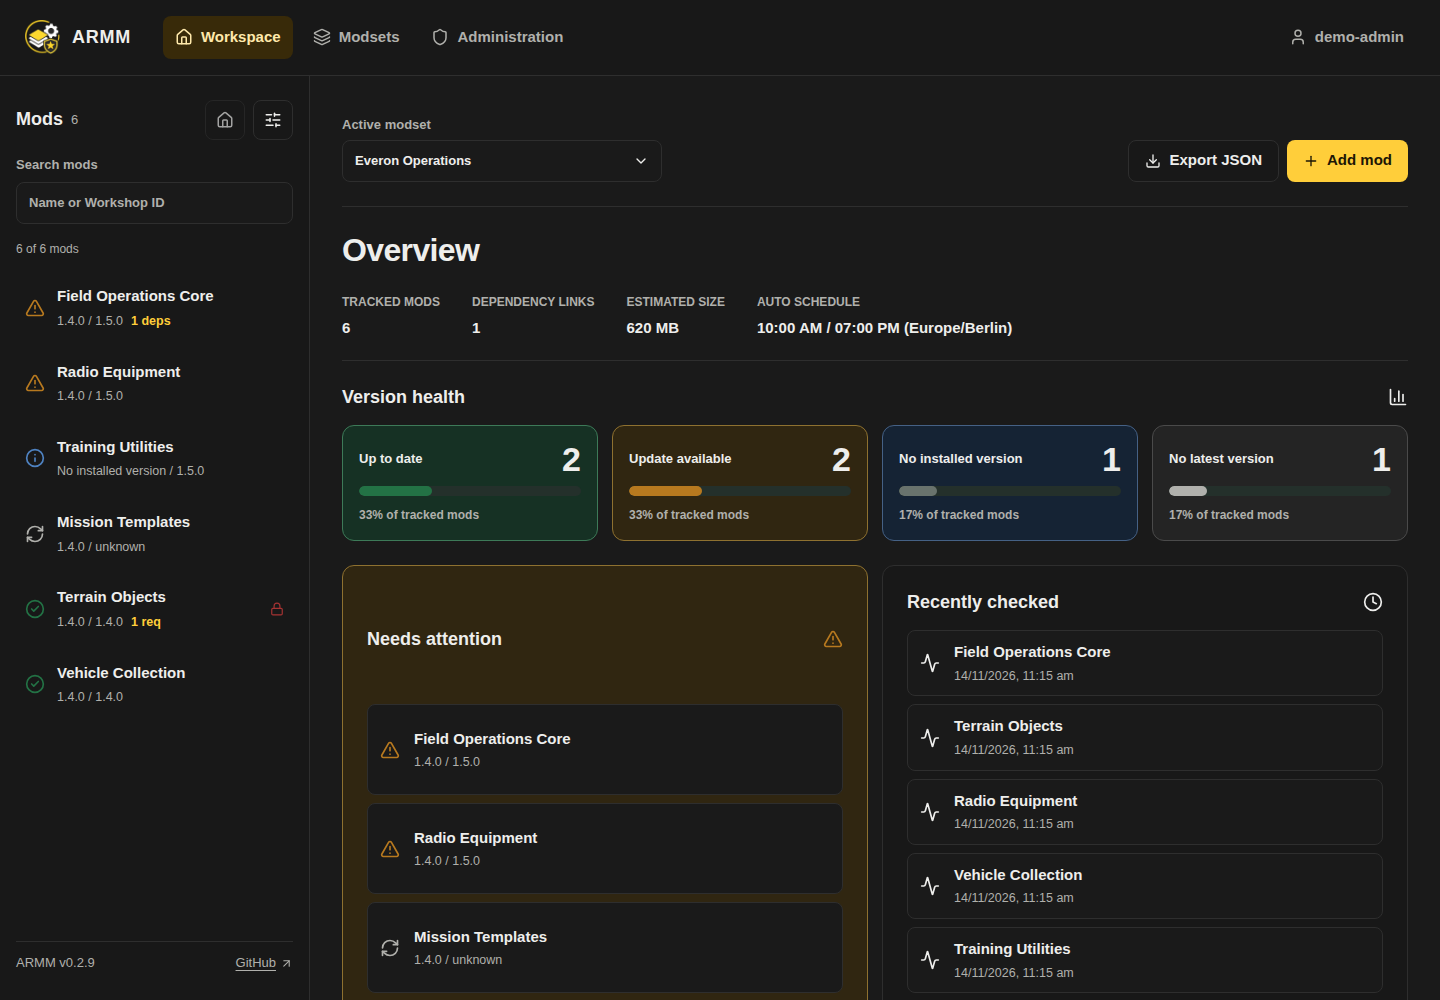 ARMM
Workspace
Modsets
Administration
demo-admin
Mods 6
Search mods
Name or Workshop ID
6 of 6 mods
Field Operations Core
1.4.0 / 1.5.0 1 deps
Radio Equipment
1.4.0 / 1.5.0
Training Utilities
No installed version / 1.5.0
Mission Templates
1.4.0 / unknown
Terrain Objects
1.4.0 / 1.4.0 1 req
Vehicle Collection
1.4.0 / 1.4.0
ARMM v0.2.9
GitHub
Active modset
Everon Operations
Export JSON
Add mod
Overview
TRACKED MODS
6
DEPENDENCY LINKS
1
ESTIMATED SIZE
620 MB
AUTO SCHEDULE
10:00 AM / 07:00 PM (Europe/Berlin)
Version health
Up to date 2
33% of tracked mods
Update available 2
33% of tracked mods
No installed version 1
17% of tracked mods
No latest version 1
17% of tracked mods
Needs attention
Field Operations Core
1.4.0 / 1.5.0
Radio Equipment
1.4.0 / 1.5.0
Mission Templates
1.4.0 / unknown
Recently checked
Field Operations Core
14/11/2026, 11:15 am
Terrain Objects
14/11/2026, 11:15 am
Radio Equipment
14/11/2026, 11:15 am
Vehicle Collection
14/11/2026, 11:15 am
Training Utilities
14/11/2026, 11:15 am